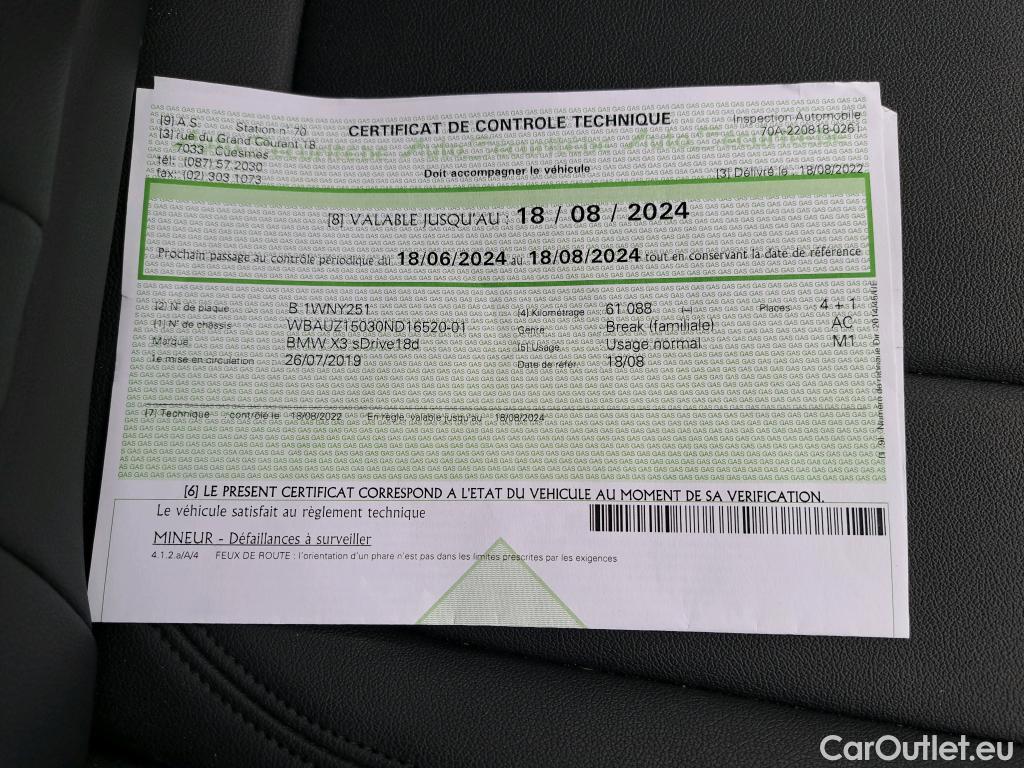 [9] A S Station n° 70
[3] rue du Grand Courant 18
7033 Cuesmes
tél: (087) 57.2030
fax: (02) 303.1073
CERTIFICAT DE CONTROLE TECHNIQUE
Inspection Automobile
70A-220818-0261
Doit accompagner le véhicule
[3] Délivré le : 18/08/2022
[8] VALABLE JUSQU'AU : 18 / 08 / 2024
Prochain passage au contrôle périodique du 18/06/2024 au 18/08/2024 tout en conservant la date de référence
[2] N° de plaque B 1WNY251
[1] N° de châssis WBAUZ15030ND16520-01
Marque BMW X3 sDrive18d
1e mise en circulation 26/07/2019
[4] Kilométrage 61 088 Places 4 + 1
Genre Break (familiale) AC
[5] Usage Usage normal M1
Date de référ. 18/08
[7] Technique contrôlé le 18/08/2022 En règle, valable jusqu'au 18/08/2024
[6] LE PRESENT CERTIFICAT CORRESPOND A L'ETAT DU VEHICULE AU MOMENT DE SA VERIFICATION.
Le véhicule satisfait au règlement technique
MINEUR - Défaillances à surveiller
4.1.2.a/A/4 FEUX DE ROUTE : l'orientation d'un phare n'est pas dans les limites prescrites par les exigences
CarOutlet.eu